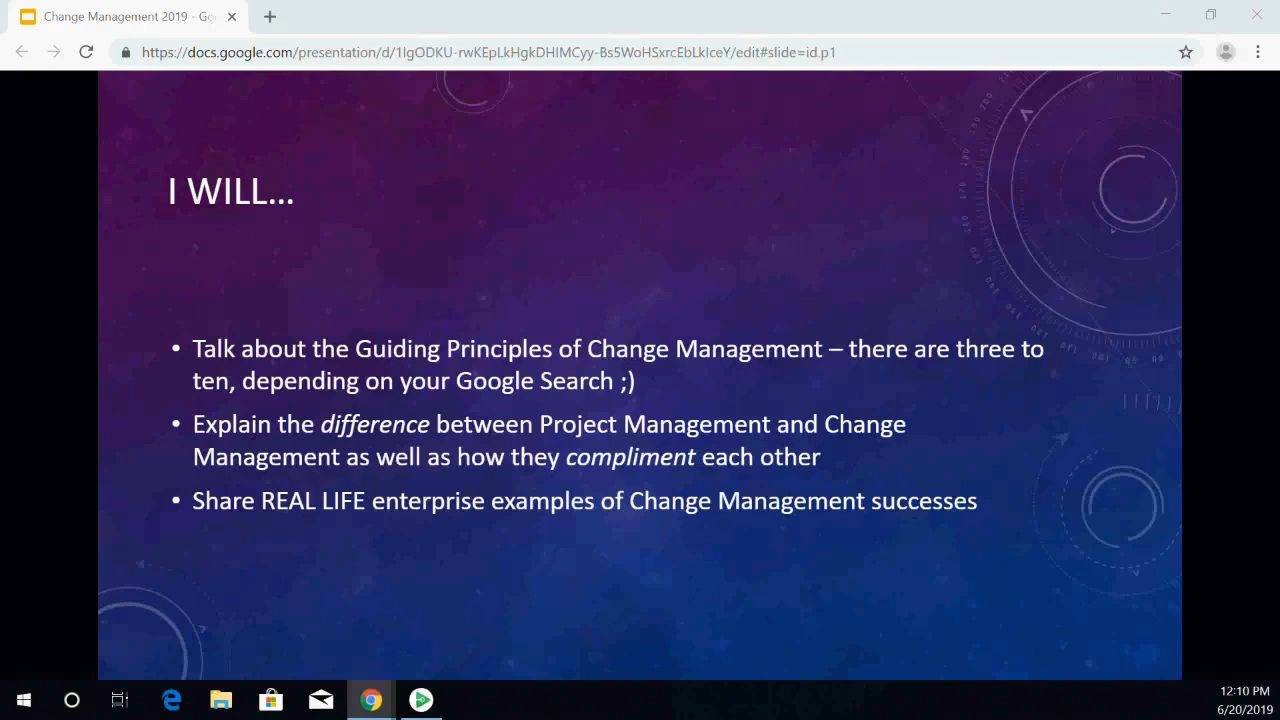 Change Management 2019 - Go
https://docs.google.com/presentation/d/1IgODKU-rwKEpLkHgkDHIMCyy-Bs5WoHSxrcEbLkIceY/edit#slide=id.p1
I WILL...
• Talk about the Guiding Principles of Change Management – there are three to
ten, depending on your Google Search ;)
• Explain the difference between Project Management and Change
Management as well as how they compliment each other
• Share REAL LIFE enterprise examples of Change Management successes
12:10 PM
6/20/2019